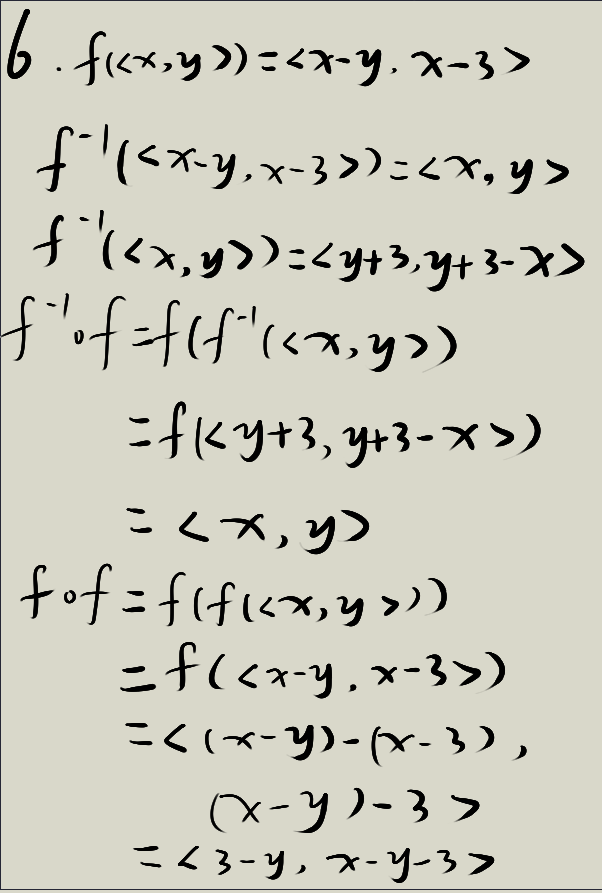 6. f(<x,y>)=<x-y, x-3>
f⁻¹(<x-y, x-3>)=<x, y>
f⁻¹(<x,y>)=<y+3,y+3-x>
f⁻¹∘f=f(f⁻¹(<x,y>)
=f(<y+3, y+3-x>)
=<x, y>
f∘f=f(f(<x,y>))
=f(<x-y, x-3>)
=<(x-y)-(x-3),
(x-y)-3>
=<3-y, x-y-3>